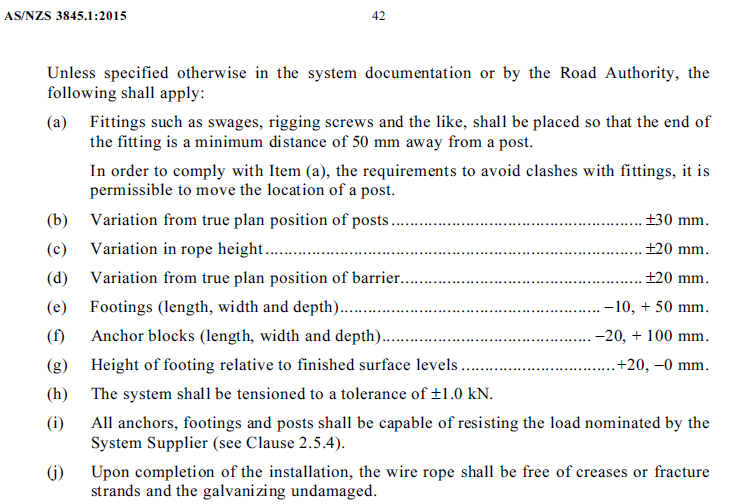 AS/NZS 3845.1:2015
42
Unless specified otherwise in the system documentation or by the Road Authority, the
following shall apply:
(a) Fittings such as swages, rigging screws and the like, shall be placed so that the end of
the fitting is a minimum distance of 50 mm away from a post.
In order to comply with Item (a), the requirements to avoid clashes with fittings, it is
permissible to move the location of a post.
(b) Variation from true plan position of posts ...................................................... ±30 mm.
(c) Variation in rope height ................................................................................ ±20 mm.
(d) Variation from true plan position of barrier.................................................... ±20 mm.
(e) Footings (length, width and depth)........................................................ −10, + 50 mm.
(f) Anchor blocks (length, width and depth)............................................. −20, + 100 mm.
(g) Height of footing relative to finished surface levels .................................+20, −0 mm.
(h) The system shall be tensioned to a tolerance of ±1.0 kN.
(i) All anchors, footings and posts shall be capable of resisting the load nominated by the
System Supplier (see Clause 2.5.4).
(j) Upon completion of the installation, the wire rope shall be free of creases or fracture
strands and the galvanizing undamaged.